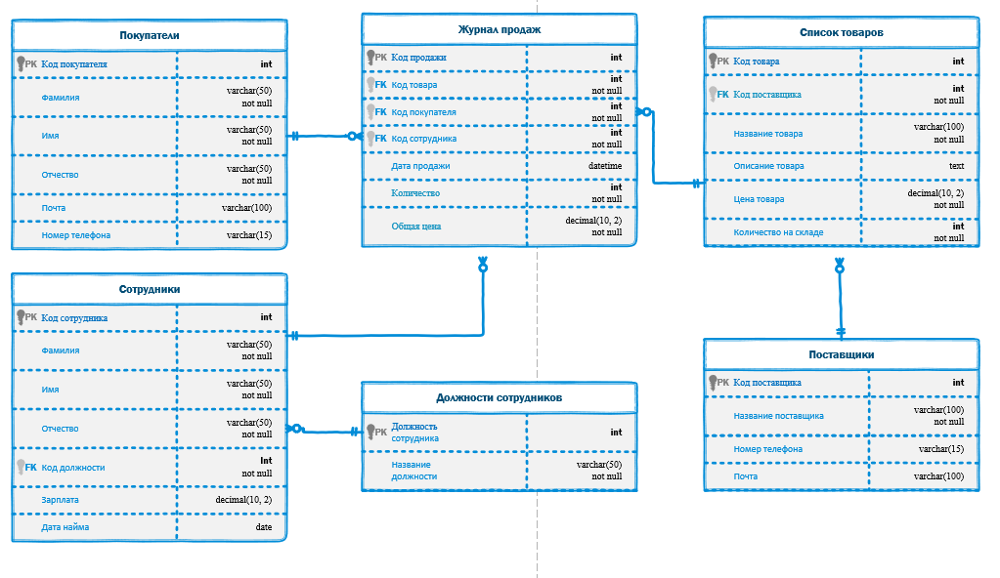 Покупатели
PK Код покупателя int
Фамилия varchar(50)
not null
Имя varchar(50)
not null
Отчество varchar(50)
not null
Почта varchar(100)
Номер телефона varchar(15)
Журнал продаж
PK Код продажи int
FK Код товара int
not null
FK Код покупателя int
not null
FK Код сотрудника int
not null
Дата продажи datetime
Количество int
not null
Общая цена decimal(10, 2)
not null
Список товаров
PK Код товара int
FK Код поставщика int
not null
Название товара varchar(100)
not null
Описание товара text
Цена товара decimal(10, 2)
not null
Количество на складе int
not null
Сотрудники
PK Код сотрудника int
Фамилия varchar(50)
not null
Имя varchar(50)
not null
Отчество varchar(50)
not null
FK Код должности Int
not null
Зарплата decimal(10, 2)
Дата найма date
Должности сотрудников
PK Должность
сотрудника int
Название
должности varchar(50)
not null
Поставщики
PK Код поставщика int
Название поставщика varchar(100)
not null
Номер телефона varchar(15)
Почта varchar(100)